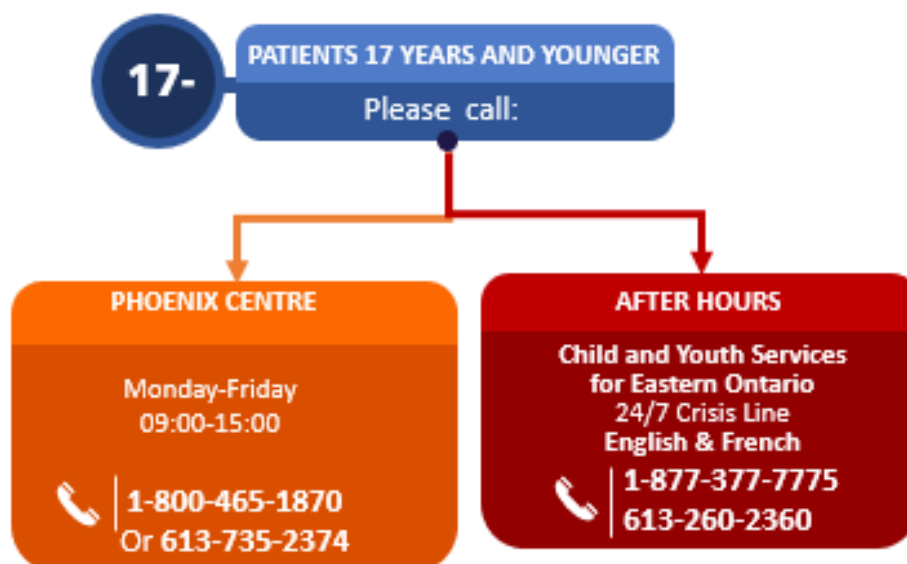 17-
PATIENTS 17 YEARS AND YOUNGER
Please call:
PHOENIX CENTRE
Monday-Friday
09:00-15:00
1-800-465-1870
Or 613-735-2374
AFTER HOURS
Child and Youth Services
for Eastern Ontario
24/7 Crisis Line
English & French
1-877-377-7775
613-260-2360